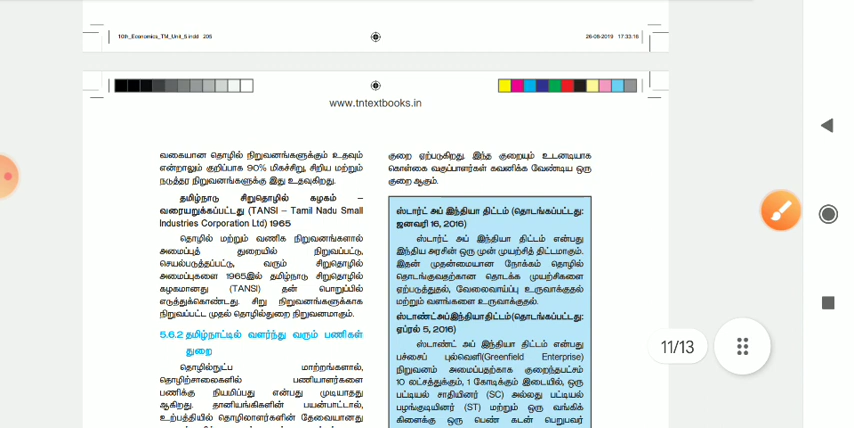 10th_Economics_TM_Unit_5.indd 205
26-08-2019 17:33:16
www.tntextbooks.in
வகையான தொழில் நிறுவனங்களுக்கும் உதவும்
என்றாலும் குறிப்பாக 90% மிகச்சிறு, சிறிய மற்றும்
நடுத்தர நிறுவனங்களுக்கு இது உதவுகிறது.
தமிழ்நாடு சிறுதொழில் கழகம் –
வரையறுக்கப்பட்டது (TANSI – Tamil Nadu Small
Industries Corporation Ltd) 1965
தொழில் மற்றும் வணிக நிறுவனங்களால்
அமைப்புத் துறையில் நிறுவப்பட்டு,
செயல்படுத்தப்பட்டு, வரும் சிறுதொழில்
அமைப்புகளை 1965இல் தமிழ்நாடு சிறுதொழில்
கழகமானது (TANSI) தன் பொறுப்பில்
எடுத்துக்கொண்டது. சிறு நிறுவனங்களுக்காக
நிறுவப்பட்ட முதல் தொழில்துறை நிறுவனமாகும்.
5.6.2 தமிழ்நாட்டில் வளர்ந்து வரும் பணிகள்
துறை
தொழில்நுட்ப மாற்றங்களால்,
தொழிற்சாலைகளில் பணியாளர்களை
பணிக்கு நியமிப்பது என்பது முடியாதது
ஆகிறது. தானியங்கிகளின் பயன்பாட்டால்,
உற்பத்தியில் தொழிலாளர்களின் தேவையானது
குறை ஏற்படுகிறது. இந்த குறையும் உடனடியாக
கொள்கை வகுப்பாளர்கள் கவனிக்க வேண்டிய ஒரு
குறை ஆகும்.
ஸ்டார்ட் அப் இந்தியா திட்டம் (தொடங்கப்பட்டது:
ஜனவரி 16, 2016)
ஸ்டார்ட் அப் இந்தியா திட்டம் என்பது
இந்திய அரசின் ஒரு முன் முயற்சித் திட்டமாகும்.
இதன் முதன்மையான நோக்கம் தொழில்
தொடங்குவதற்கான தொடக்க முயற்சிகளை
ஏற்படுத்துதல், வேலைவாய்ப்பு உருவாக்குதல்
மற்றும் வளங்களை உருவாக்குதல்.
ஸ்டாண்ட்அப்இந்தியாதிட்டம்(தொடங்கப்பட்டது:
ஏப்ரல் 5, 2016)
ஸ்டாண்ட் அப் இந்தியா திட்டம் என்பது
பச்சைப் புல்வெளி(Greenfield Enterprise)
நிறுவனம் அமைப்பதற்காக குறைந்தபட்சம்
10 லட்சத்துக்கும், 1 கோடிக்கும் இடையில், ஒரு
பட்டியல் சாதியினர் (SC) அல்லது பட்டியல்
பழங்குடியினர் (ST) மற்றும் ஒரு வங்கிக்
கிளைக்கு ஒரு பெண் கடன் பெறுபவர்
11/13